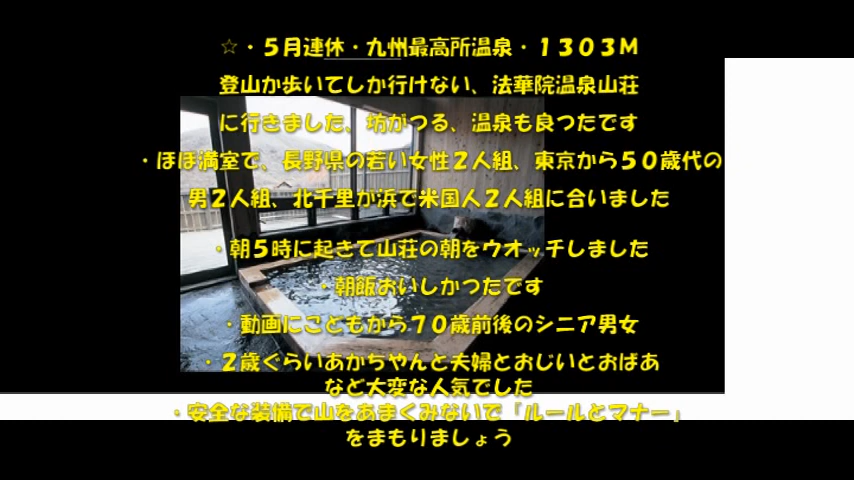 ☆・５月連休・九州最高所温泉・１３０３Ｍ
登山か歩いてしか行けない、法華院温泉山荘
に行きました、坊がつる、温泉も良つたです
・ほぼ満室で、長野県の若い女性２人組、東京から５０歳代の
男２人組、北千里が浜で米国人２人組に合いました
・朝５時に起きて山荘の朝をウオッチしました
・朝飯おいしかつたです
・動画にこどもから７０歳前後のシニア男女
・２歳ぐらいあかちやんと夫婦とおじいとおばあ
など大変な人気でした
・安全な装備で山をあまくみないで「ルールとマナー」
をまもりましょう